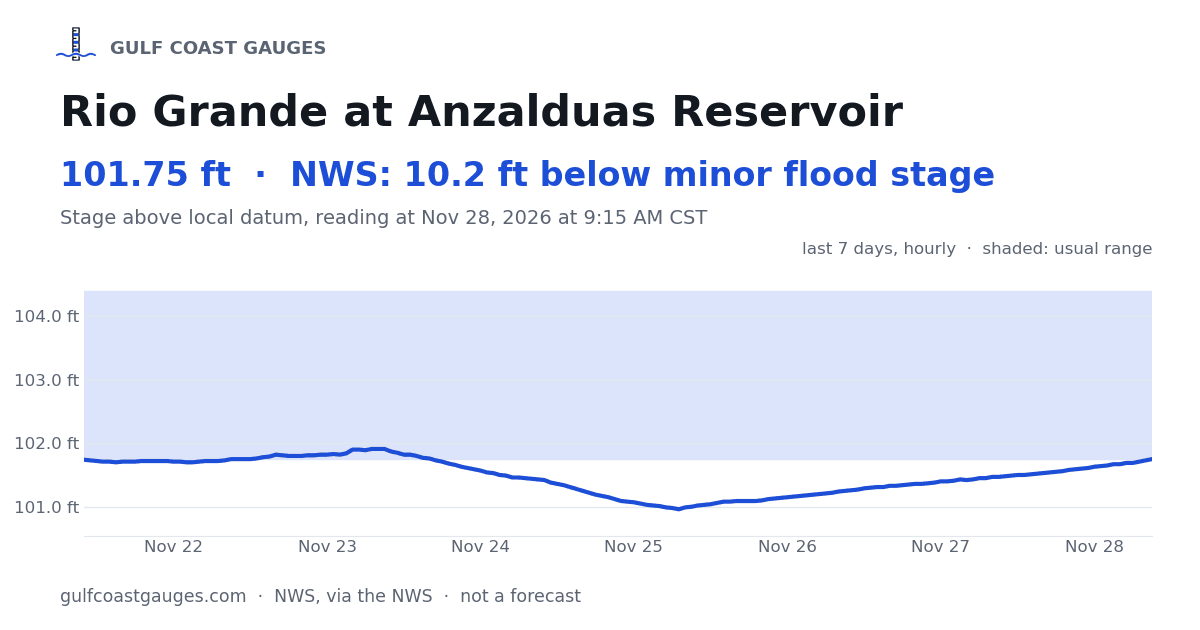 GULF COAST GAUGES
Rio Grande at Anzalduas Reservoir
101.75 ft · NWS: 10.2 ft below minor flood stage
Stage above local datum, reading at Nov 28, 2026 at 9:15 AM CST
last 7 days, hourly · shaded: usual range
104.0 ft
103.0 ft
102.0 ft
101.0 ft
Nov 22 Nov 23 Nov 24 Nov 25 Nov 26 Nov 27 Nov 28
gulfcoastgauges.com · NWS, via the NWS · not a forecast